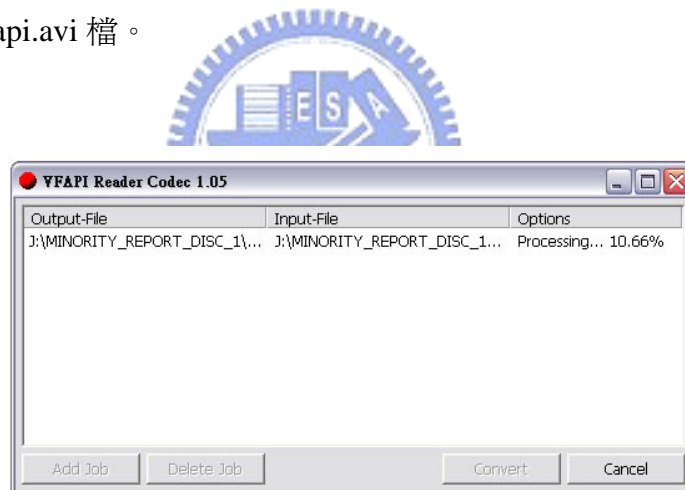 api.avi 檔。
ESA
VFAPI Reader Codec 1.05
Output-File Input-File Options
J:\MINORITY_REPORT_DISC_1\... J:\MINORITY_REPORT_DISC_1... Processing... 10.66%
Add Job Delete Job Convert Cancel